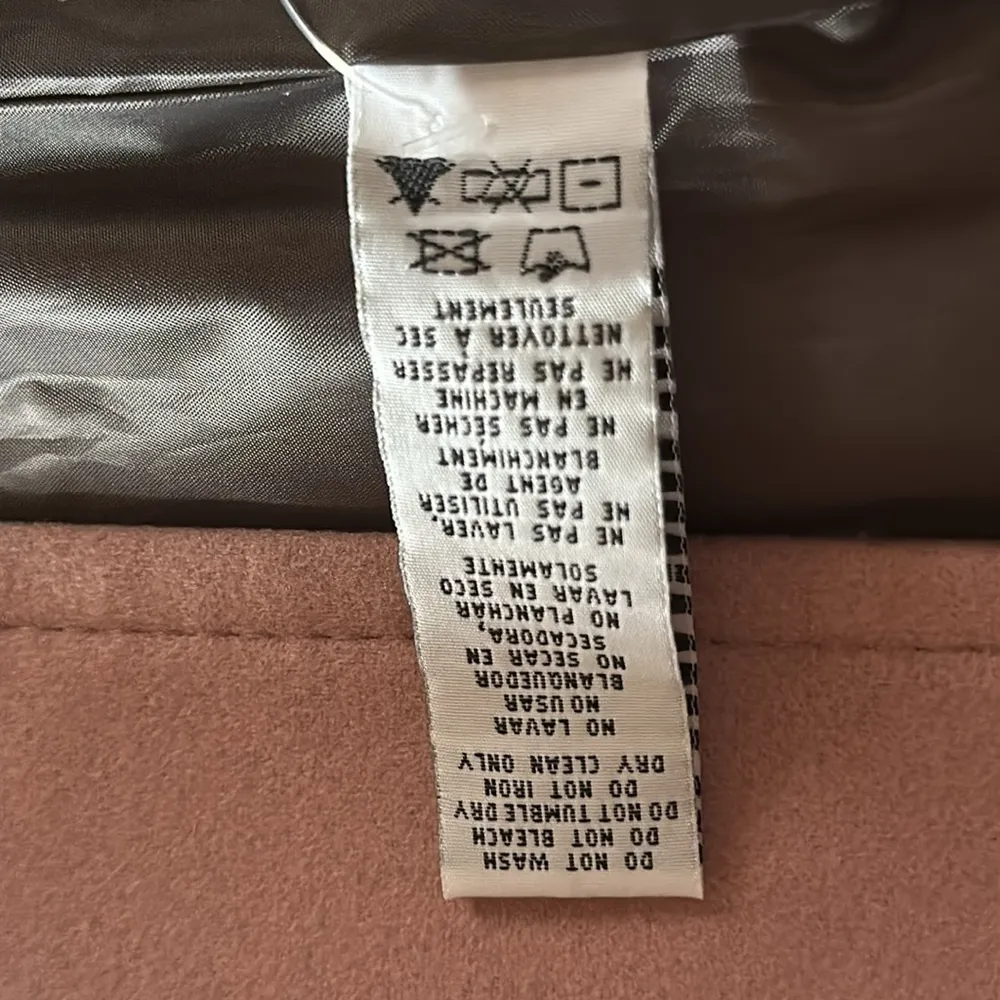 DO NOT WASH
DO NOT BLEACH
DO NOT TUMBLE DRY
DO NOT IRON
DRY CLEAN ONLY
NO LAVAR
NO USAR
BLANQUEDOR
NO SECAR EN
SECADORA,
NO PLANCHAR
LAVAR EN SECO
SOLAMENTE
NE PAS LAVER,
NE PAS UTILISER
AGENT DE
BLANCHIMENT
NE PAS SÉCHER
EN MACHINE
NE PAS REPASSER
NETTOYER À SEC
SEULEMENT